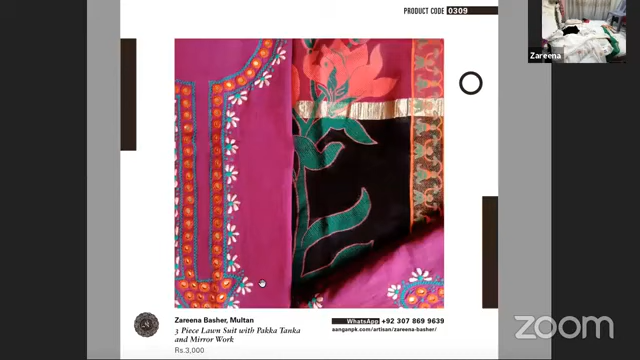 PRODUCT CODE 0309
Zareena
Zareena Basher, Multan
3 Piece Lawn Suit with Pakka Tanka
and Mirror Work
Rs.3,000
WhatsApp +92 307 869 9639
aanganpk.com/artisan/zareena-basher/
zoom